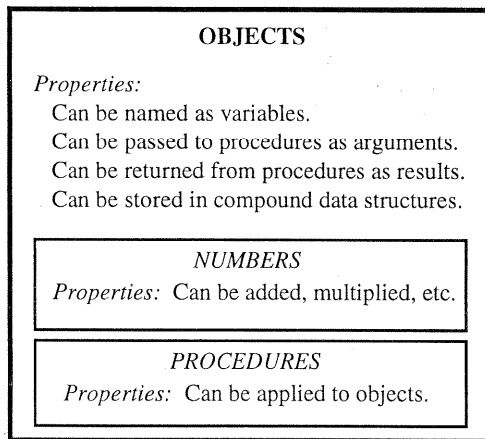 OBJECTS
Properties:
Can be named as variables.
Can be passed to procedures as arguments.
Can be returned from procedures as results.
Can be stored in compound data structures.
NUMBERS
Properties: Can be added, multiplied, etc.
PROCEDURES
Properties: Can be applied to objects.